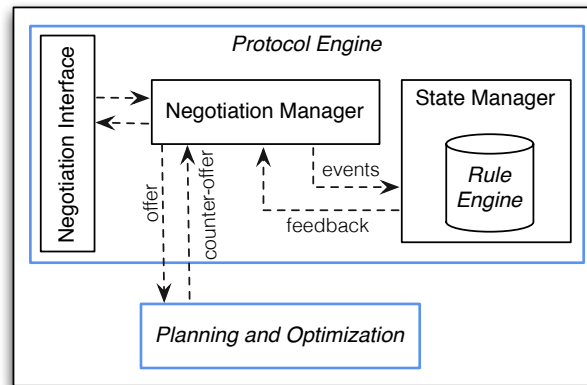 Protocol Engine
Negotiation Interface
Negotiation Manager
State Manager
Rule
Engine
events
feedback
offer
counter-offer
Planning and Optimization